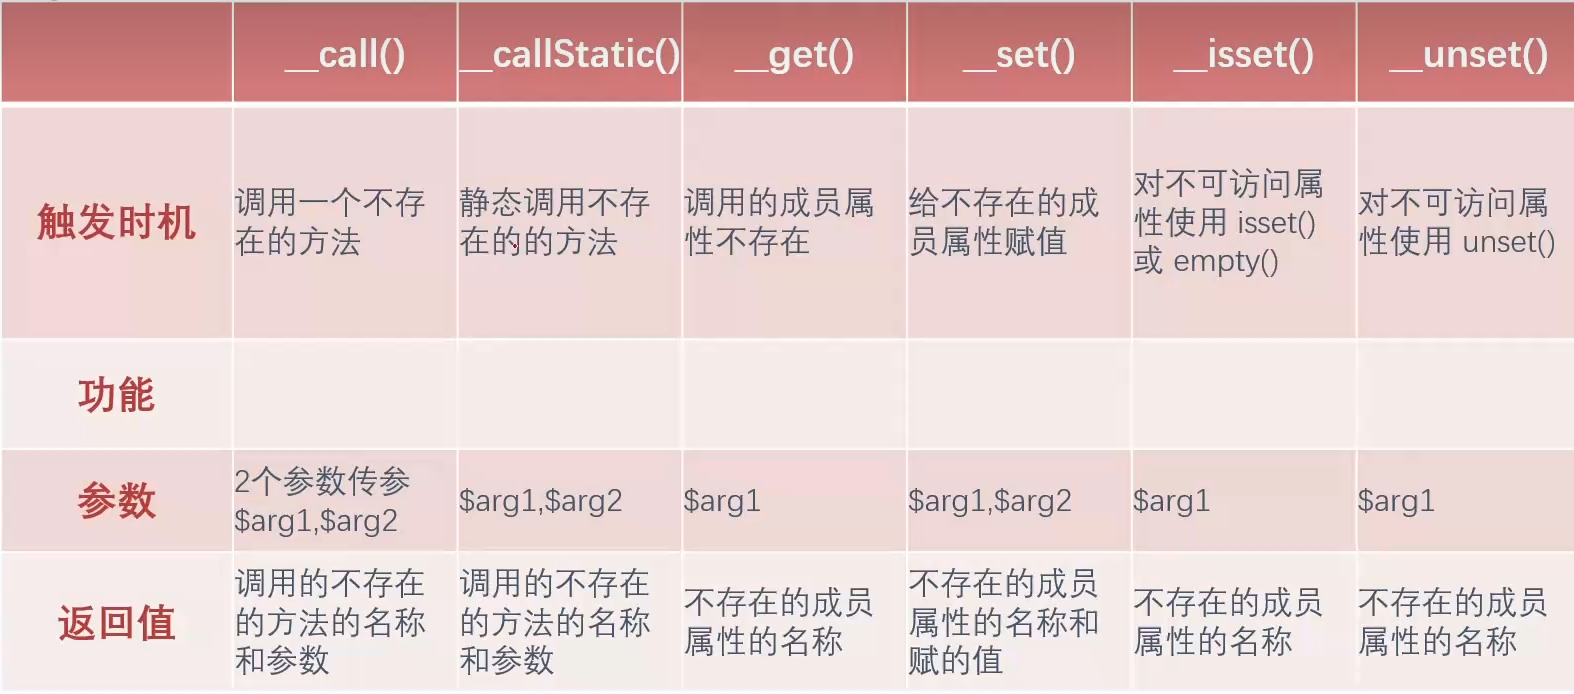 __call()
__callStatic()
__get()
__set()
__isset()
__unset()
触发时机
调用一个不存
在的方法
静态调用不存
在的的方法
调用的成员属
性不存在
给不存在的成
员属性赋值
对不可访问属
性使用 isset()
或 empty()
对不可访问属
性使用 unset()
功能
参数
2个参数传参
$arg1,$arg2
$arg1,$arg2
$arg1
$arg1,$arg2
$arg1
$arg1
返回值
调用的不存在
的方法的名称
和参数
调用的不存在
的方法的名称
和参数
不存在的成员
属性的名称
不存在的成员
属性的名称和
赋的值
不存在的成员
属性的名称
不存在的成员
属性的名称